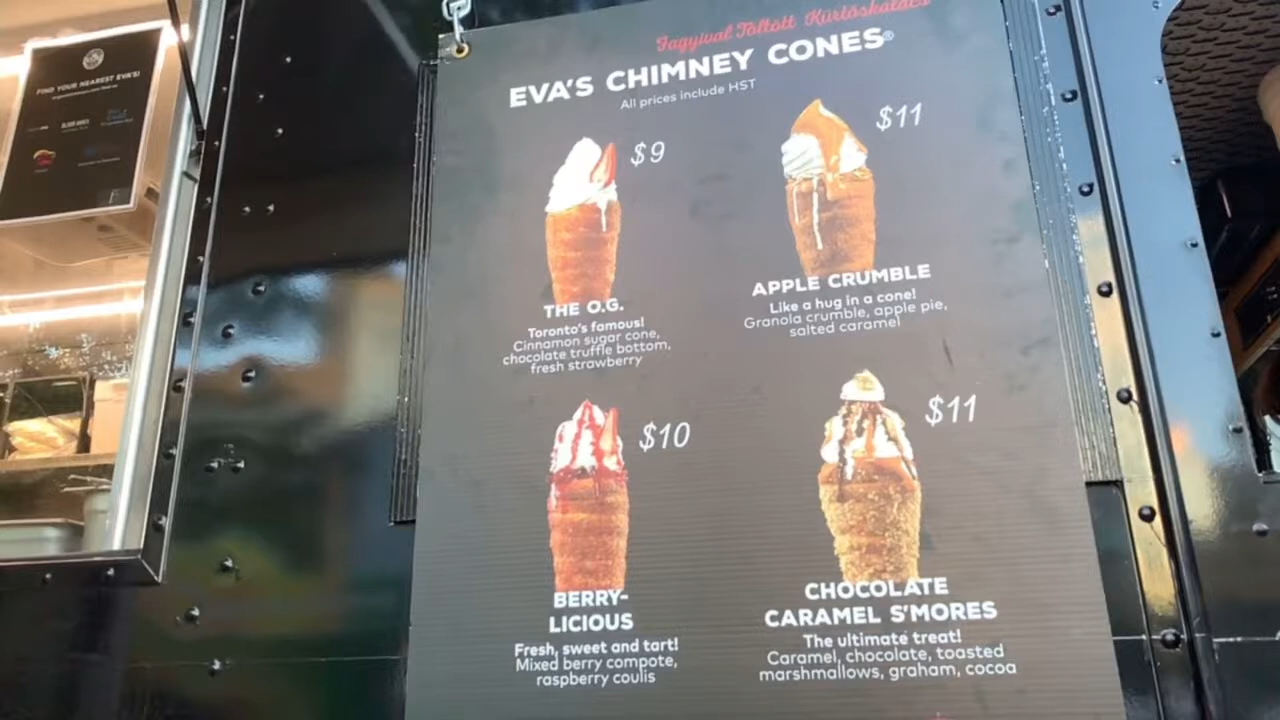 FIND YOUR NEAREST EVA'S!
Fagyival Töltött Kürtőskalács
EVA'S CHIMNEY CONES®
All prices include HST
$9
$11
THE O.G.
Toronto's famous!
Cinnamon sugar cone,
chocolate truffle bottom,
fresh strawberry
APPLE CRUMBLE
Like a hug in a cone!
Granola crumble, apple pie,
salted caramel
$10
$11
BERRY-
LICIOUS
Fresh, sweet and tart!
Mixed berry compote,
raspberry coulis
CHOCOLATE
CARAMEL S'MORES
The ultimate treat!
Caramel, chocolate, toasted
marshmallows, graham, cocoa